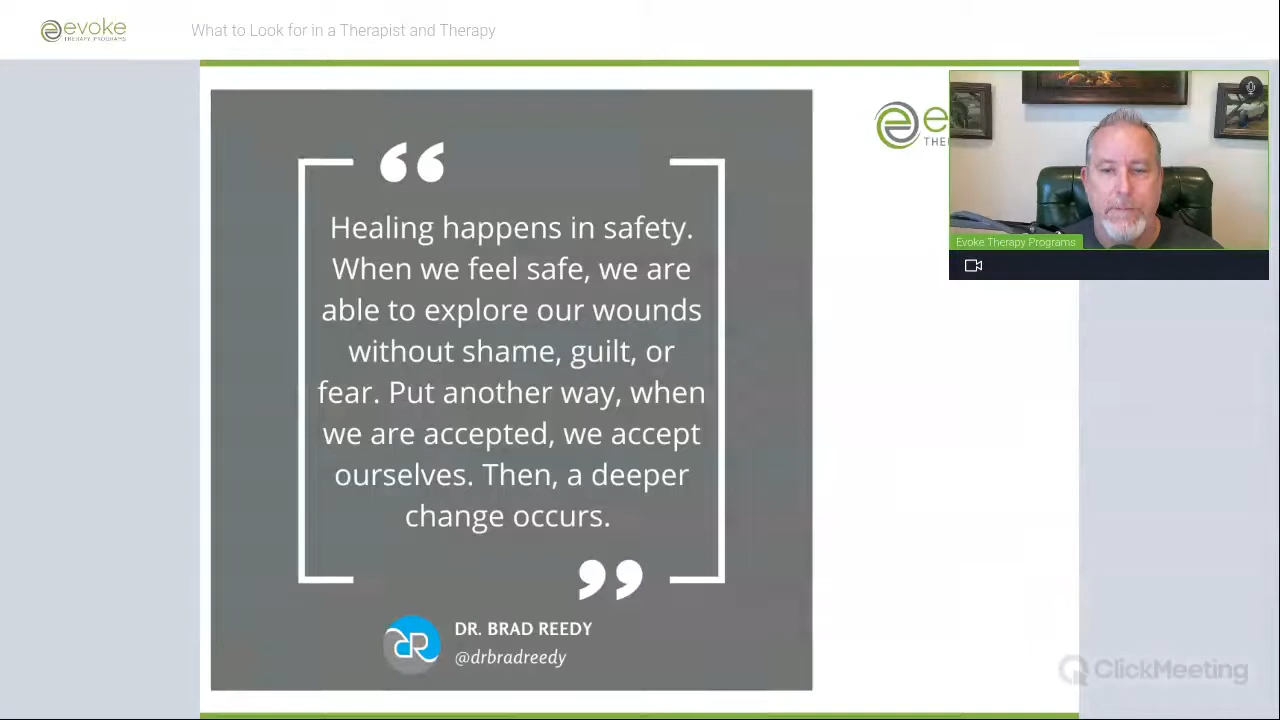 evoke
THERAPY PROGRAMS
What to Look for in a Therapist and Therapy
“
Healing happens in safety.
When we feel safe, we are
able to explore our wounds
without shame, guilt, or
fear. Put another way, when
we are accepted, we accept
ourselves. Then, a deeper
change occurs.
”
DR. BRAD REEDY
@drbradreedy
e
THE
Evoke Therapy Programs
ClickMeeting